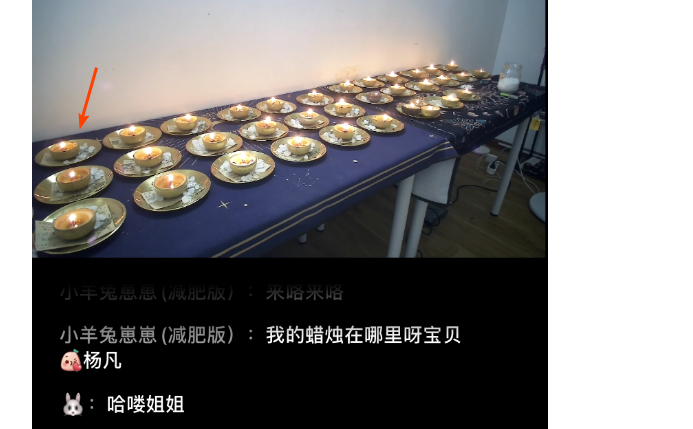 小羊兔崽崽 (减肥版） ： 来咯来咯
小羊兔崽崽 (减肥版） ： 我的蜡烛在哪里呀宝贝
杨凡
： 哈喽姐姐